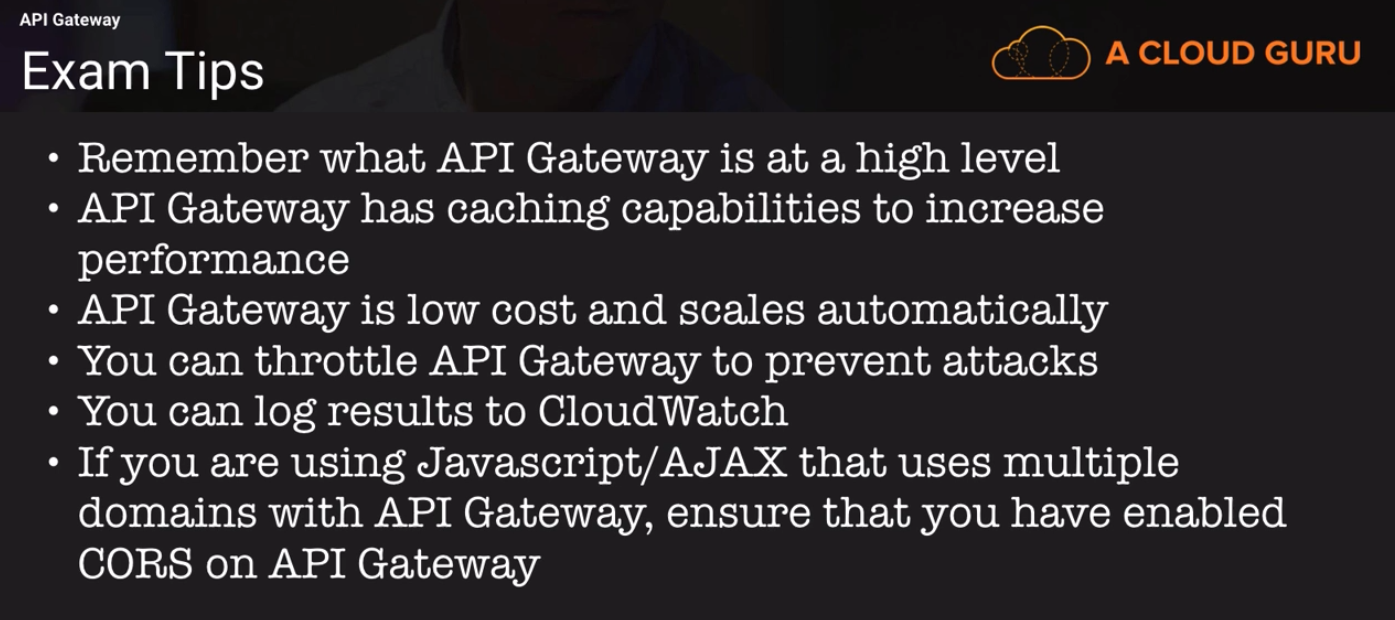 API Gateway
Exam Tips
A CLOUD GURU
• Remember what API Gateway is at a high level
• API Gateway has caching capabilities to increase
performance
• API Gateway is low cost and scales automatically
• You can throttle API Gateway to prevent attacks
• You can log results to CloudWatch
• If you are using Javascript/AJAX that uses multiple
domains with API Gateway, ensure that you have enabled
CORS on API Gateway